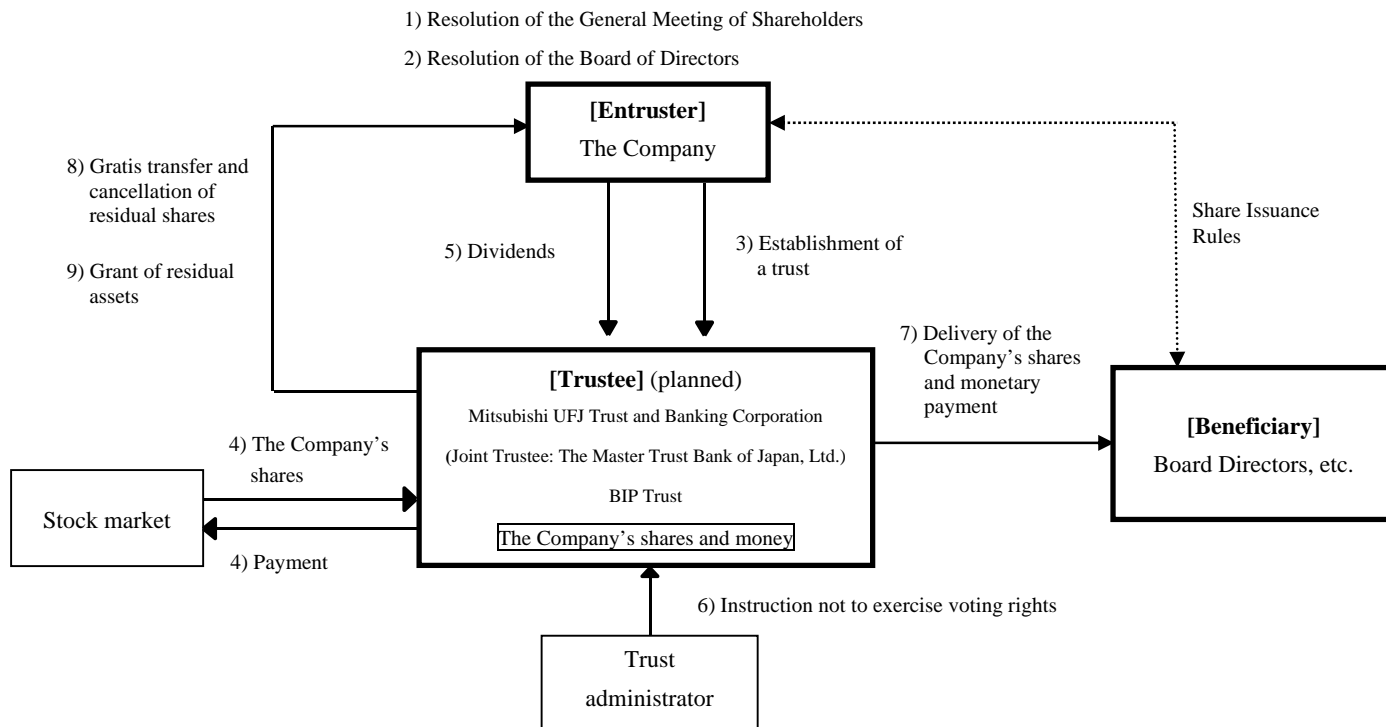 1) Resolution of the General Meeting of Shareholders
2) Resolution of the Board of Directors
[Entruster]
The Company
8) Gratis transfer and
cancellation of
residual shares
9) Grant of residual
assets
5) Dividends
3) Establishment of
a trust
Share Issuance
Rules
7) Delivery of the
Company’s shares
and monetary
payment
[Trustee] (planned)
Mitsubishi UFJ Trust and Banking Corporation
(Joint Trustee: The Master Trust Bank of Japan, Ltd.)
BIP Trust
The Company’s shares and money
[Beneficiary]
Board Directors, etc.
4) The Company’s
shares
Stock market
4) Payment
6) Instruction not to exercise voting rights
Trust
administrator